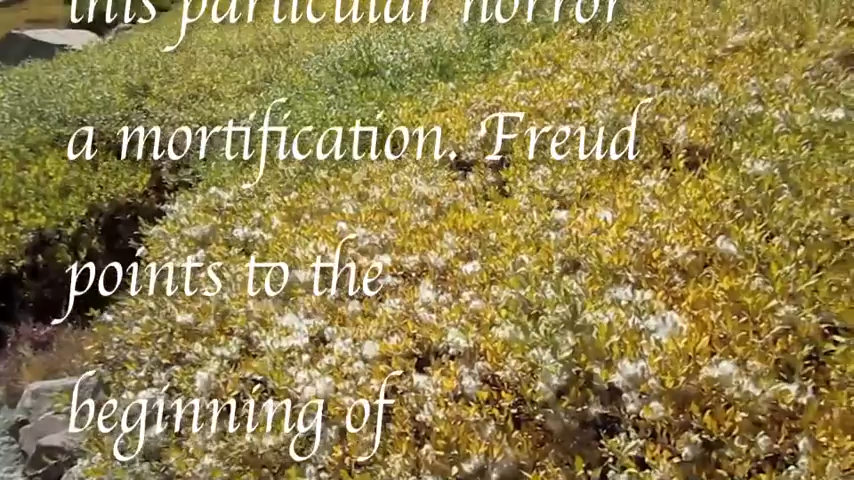 this particular horror
a mortification. Freud
points to the
beginning of